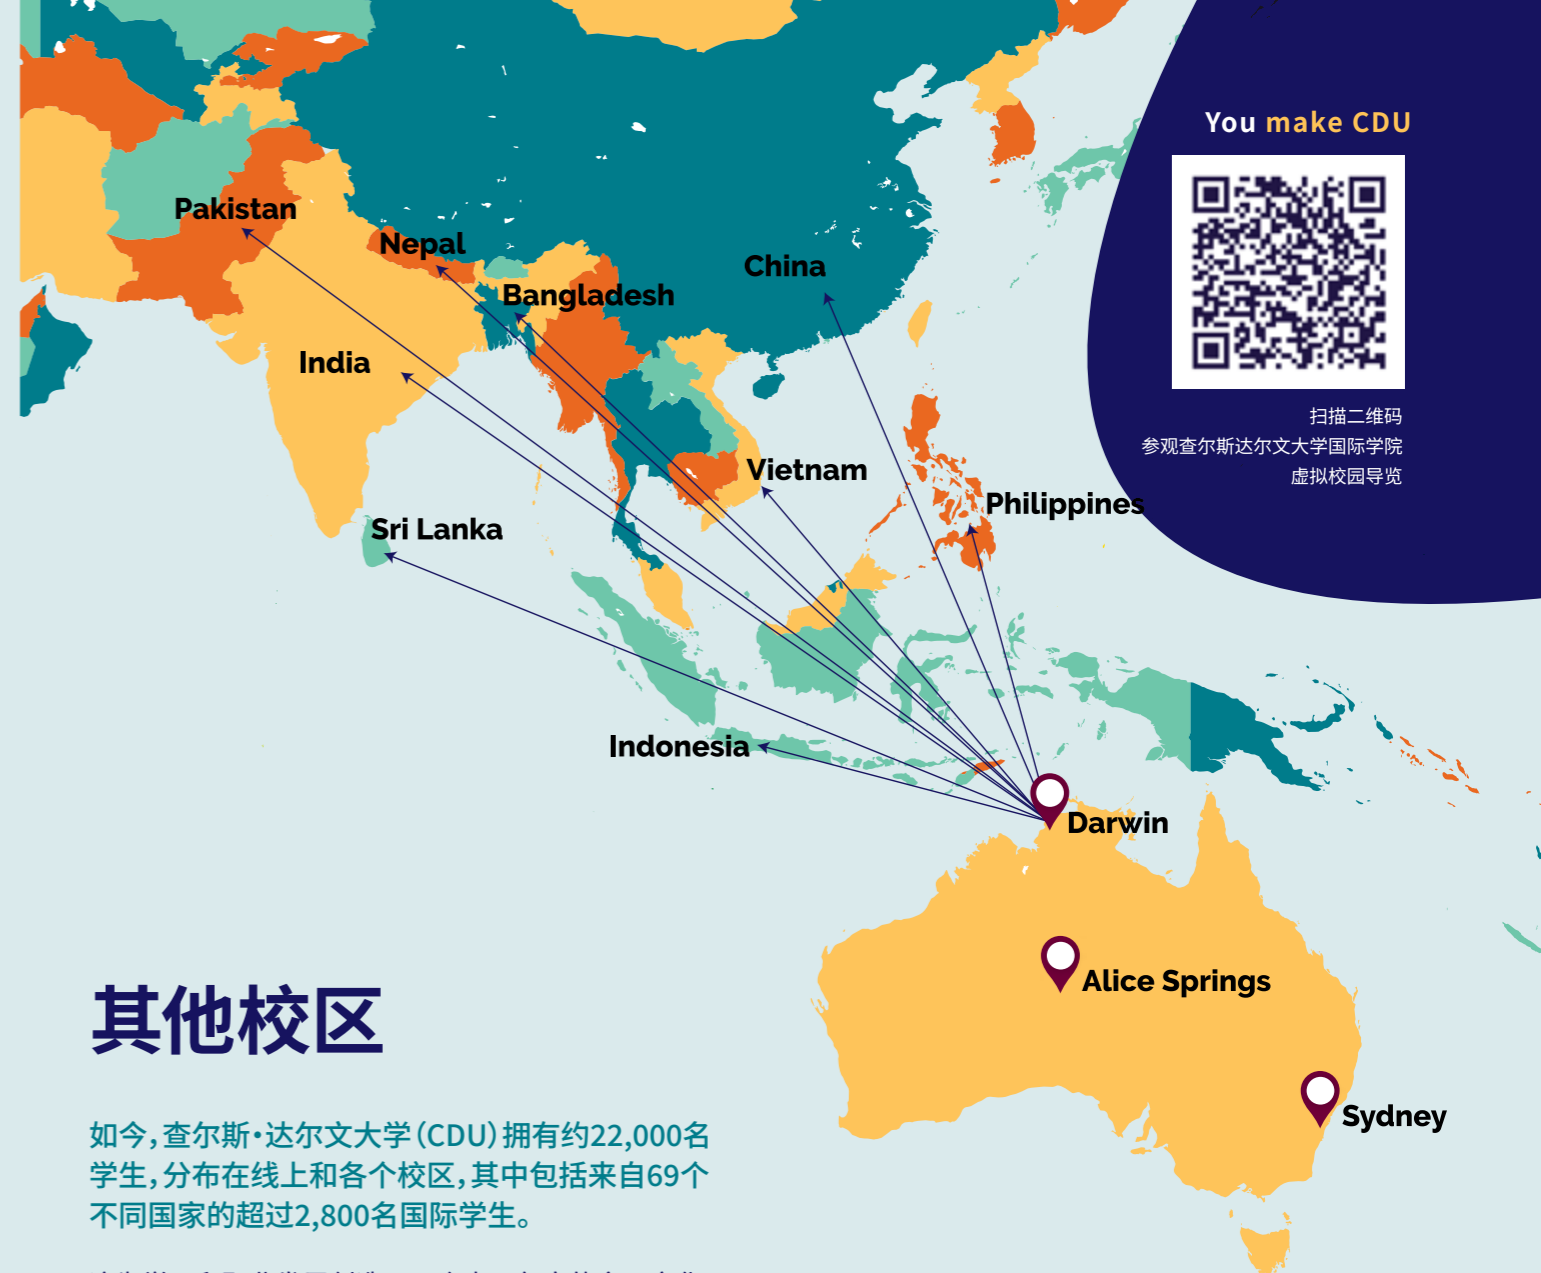 You make CDU
扫描二维码
参观查尔斯达尔文大学国际学院
虚拟校园导览
Pakistan
Nepal
China
Bangladesh
India
Vietnam
Philippines
Sri Lanka
Indonesia
Darwin
Alice Springs
Sydney
其他校区
如今，查尔斯·达尔文大学（CDU）拥有约22,000名
学生，分布在线上和各个校区，其中包括来自69个
不同国家的超过2,800名国际学生。